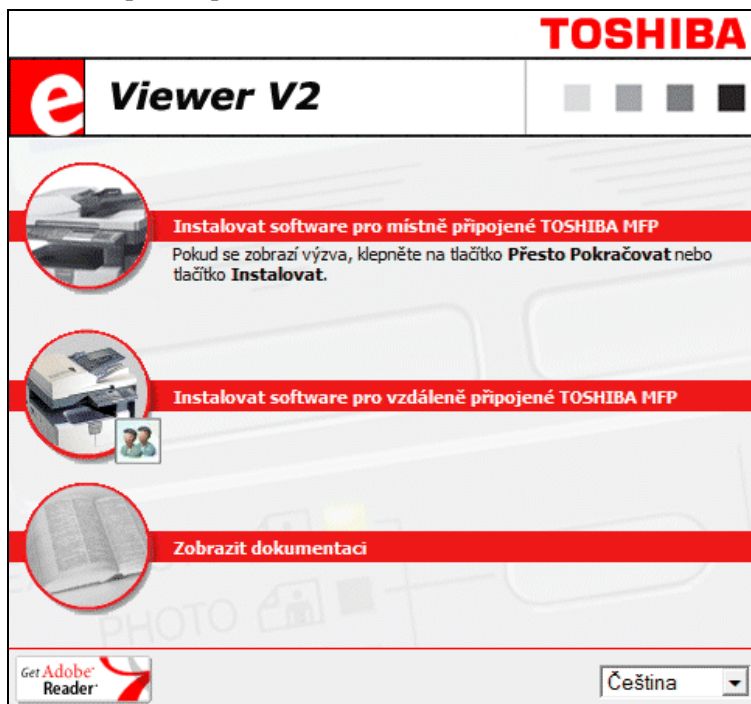 TOSHIBA
e Viewer V2
Instalovat software pro místně připojené TOSHIBA MFP
Pokud se zobrazí výzva, klepněte na tlačítko Přesto Pokračovat nebo
tlačítko Instalovat.
Instalovat software pro vzdáleně připojené TOSHIBA MFP
Zobrazit dokumentaci
PHOTO
Get Adobe
Reader
Čeština